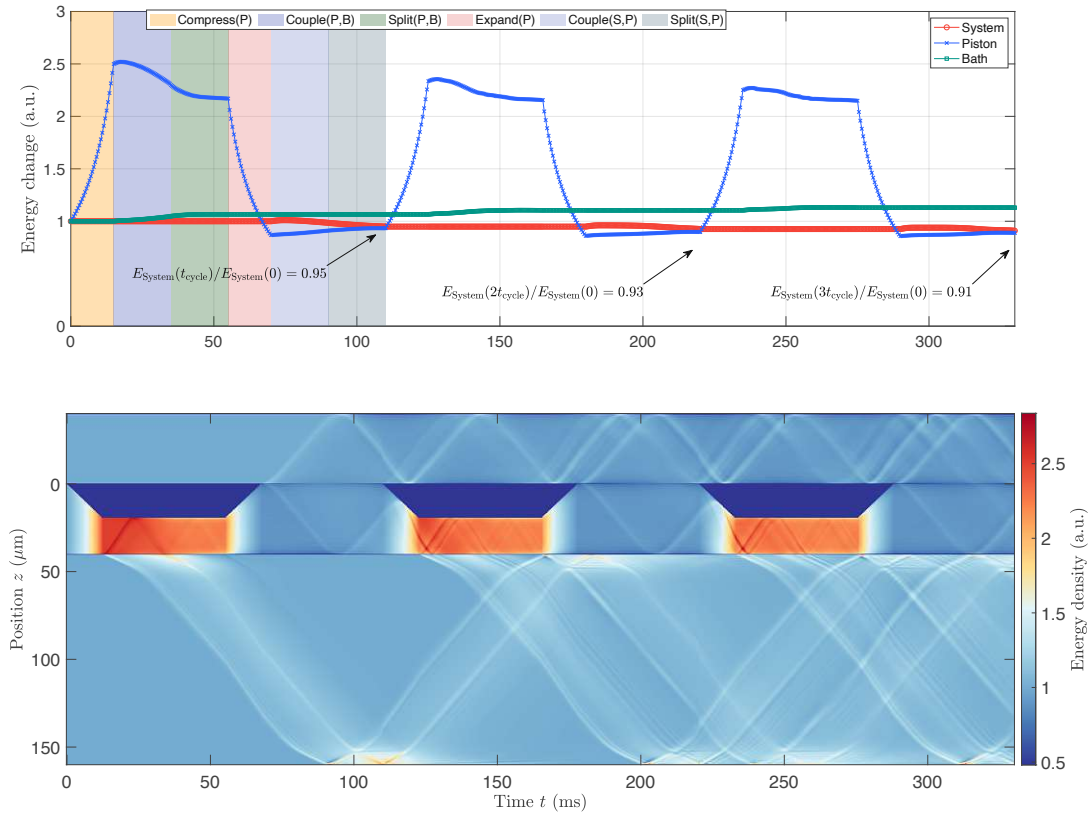 Compress(P) Couple(P,B) Split(P,B) Expand(P) Couple(S,P) Split(S,P)
System
Piston
Bath
Energy change (a.u.)
3
2.5
2
1.5
1
0.5
0
E_System(t_cycle)/E_System(0) = 0.95
E_System(2t_cycle)/E_System(0) = 0.93
E_System(3t_cycle)/E_System(0) = 0.91
0 50 100 150 200 250 300
Position z (μm)
0
50
100
150
0 50 100 150 200 250 300
Time t (ms)
2.5
2
1.5
1
0.5
Energy density (a.u.)